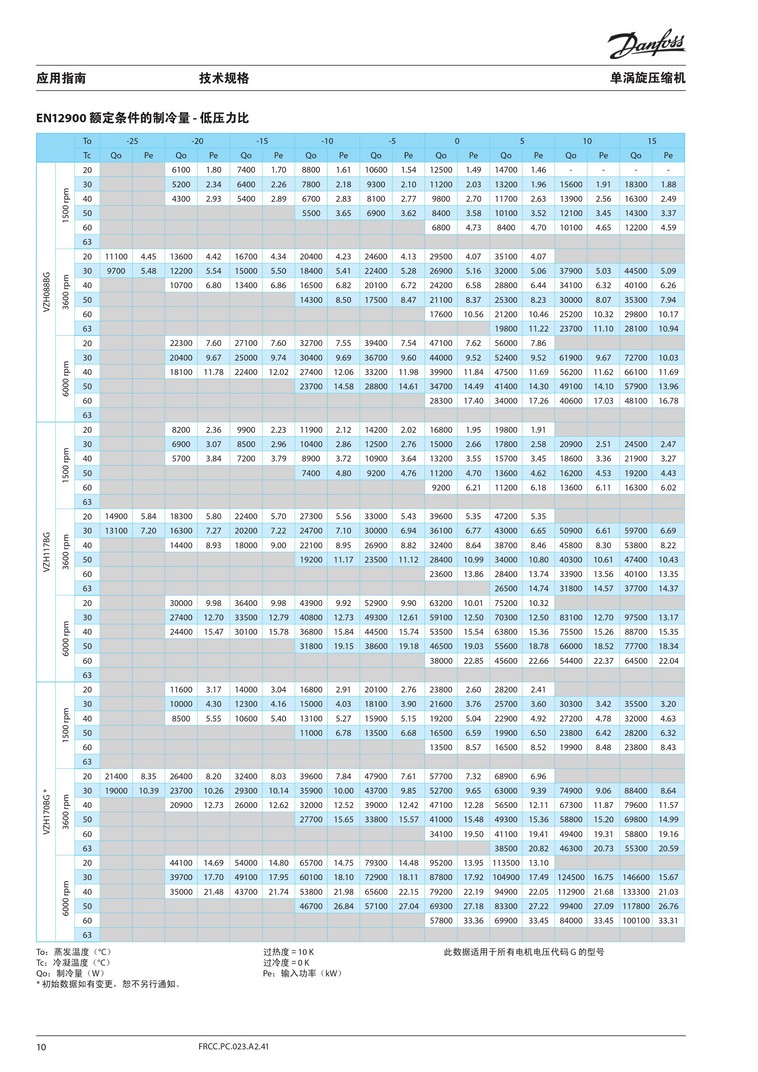 Danfoss
应用指南 技术规格 单涡旋压缩机
EN12900 额定条件的制冷量 - 低压力比
To -25 -20 -15 -10 -5 0 5 10 15
Tc Qo Pe Qo Pe Qo Pe Qo Pe Qo Pe Qo Pe Qo Pe Qo Pe Qo Pe
VZH088BG
1500 rpm
20 6100 1.80 7400 1.70 8800 1.61 10600 1.54 12500 1.49 14700 1.46 - - - -
30 5200 2.34 6400 2.26 7800 2.18 9300 2.10 11200 2.03 13200 1.96 15600 1.91 18300 1.88
40 4300 2.93 5400 2.89 6700 2.83 8100 2.77 9800 2.70 11700 2.63 13900 2.56 16300 2.49
50 5500 3.65 6900 3.62 8400 3.58 10100 3.52 12100 3.45 14300 3.37
60 6800 4.73 8400 4.70 10100 4.65 12200 4.59
63
3600 rpm
20 11100 4.45 13600 4.42 16700 4.34 20400 4.23 24600 4.13 29500 4.07 35100 4.07
30 9700 5.48 12200 5.54 15000 5.50 18400 5.41 22400 5.28 26900 5.16 32000 5.06 37900 5.03 44500 5.09
40 10700 6.80 13400 6.86 16500 6.82 20100 6.72 24200 6.58 28800 6.44 34100 6.32 40100 6.26
50 14300 8.50 17500 8.47 21100 8.37 25300 8.23 30000 8.07 35300 7.94
60 17600 10.56 21200 10.46 25200 10.32 29800 10.17
63 19800 11.22 23700 11.10 28100 10.94
6000 rpm
20 22300 7.60 27100 7.60 32700 7.55 39400 7.54 47100 7.62 56000 7.86
30 20400 9.67 25000 9.74 30400 9.69 36700 9.60 44000 9.52 52400 9.52 61900 9.67 72700 10.03
40 18100 11.78 22400 12.02 27400 12.06 33200 11.98 39900 11.84 47500 11.69 56200 11.62 66100 11.69
50 23700 14.58 28800 14.61 34700 14.49 41400 14.30 49100 14.10 57900 13.96
60 28300 17.40 34000 17.26 40600 17.03 48100 16.78
63
VZH117BG
1500 rpm
20 8200 2.36 9900 2.23 11900 2.12 14200 2.02 16800 1.95 19800 1.91
30 6900 3.07 8500 2.96 10400 2.86 12500 2.76 15000 2.66 17800 2.58 20900 2.51 24500 2.47
40 5700 3.84 7200 3.79 8900 3.72 10900 3.64 13200 3.55 15700 3.45 18600 3.36 21900 3.27
50 7400 4.80 9200 4.76 11200 4.70 13600 4.62 16200 4.53 19200 4.43
60 9200 6.21 11200 6.18 13600 6.11 16300 6.02
63
3600 rpm
20 14900 5.84 18300 5.80 22400 5.70 27300 5.56 33000 5.43 39600 5.35 47200 5.35
30 13100 7.20 16300 7.27 20200 7.22 24700 7.10 30000 6.94 36100 6.77 43000 6.65 50900 6.61 59700 6.69
40 14400 8.93 18000 9.00 22100 8.95 26900 8.82 32400 8.64 38700 8.46 45800 8.30 53800 8.22
50 19200 11.17 23500 11.12 28400 10.99 34000 10.80 40300 10.61 47400 10.43
60 23600 13.86 28400 13.74 33900 13.56 40100 13.35
63 26500 14.74 31800 14.57 37700 14.37
6000 rpm
20 30000 9.98 36400 9.98 43900 9.92 52900 9.90 63200 10.01 75200 10.32
30 27400 12.70 33500 12.79 40800 12.73 49300 12.61 59100 12.50 70300 12.50 83100 12.70 97500 13.17
40 24400 15.47 30100 15.78 36800 15.84 44500 15.74 53500 15.54 63800 15.36 75500 15.26 88700 15.35
50 31800 19.15 38600 19.18 46500 19.03 55600 18.78 66000 18.52 77700 18.34
60 38000 22.85 45600 22.66 54400 22.37 64500 22.04
63
VZH170BG *
1500 rpm
20 11600 3.17 14000 3.04 16800 2.91 20100 2.76 23800 2.60 28200 2.41
30 10000 4.30 12300 4.16 15000 4.03 18100 3.90 21600 3.76 25700 3.60 30300 3.42 35500 3.20
40 8500 5.55 10600 5.40 13100 5.27 15900 5.15 19200 5.04 22900 4.92 27200 4.78 32000 4.63
50 11000 6.78 13500 6.68 16500 6.59 19900 6.50 23800 6.42 28200 6.32
60 13500 8.57 16500 8.52 19900 8.48 23800 8.43
63
3600 rpm
20 21400 8.35 26400 8.20 32400 8.03 39600 7.84 47900 7.61 57700 7.32 68900 6.96
30 19000 10.39 23700 10.26 29300 10.14 35900 10.00 43700 9.85 52700 9.65 63000 9.39 74900 9.06 88400 8.64
40 20900 12.73 26000 12.62 32000 12.52 39000 12.42 47100 12.28 56500 12.11 67300 11.87 79600 11.57
50 27700 15.65 33800 15.57 41000 15.48 49300 15.36 58800 15.20 69800 14.99
60 34100 19.50 41100 19.41 49400 19.31 58800 19.16
63 38500 20.82 46300 20.73 55300 20.59
6000 rpm
20 44100 14.69 54000 14.80 65700 14.75 79300 14.48 95200 13.95 113500 13.10
30 39700 17.70 49100 17.95 60100 18.10 72900 18.11 87800 17.92 104900 17.49 124500 16.75 146600 15.67
40 35000 21.48 43700 21.74 53800 21.98 65600 22.15 79200 22.19 94900 22.05 112900 21.68 133300 21.03
50 46700 26.84 57100 27.04 69300 27.18 83300 27.22 99400 27.09 117800 26.76
60 57800 33.36 69900 33.45 84000 33.45 100100 33.31
63
To：蒸发温度（℃） 过热度 = 10 K 此数据适用于所有电机电压代码 G 的型号
Tc：冷凝温度（℃） 过冷度 = 0 K
Qo：制冷量（W） Pe：输入功率（kW）
* 初始数据如有变更，恕不另行通知。
10 FRCC.PC.023.A2.41